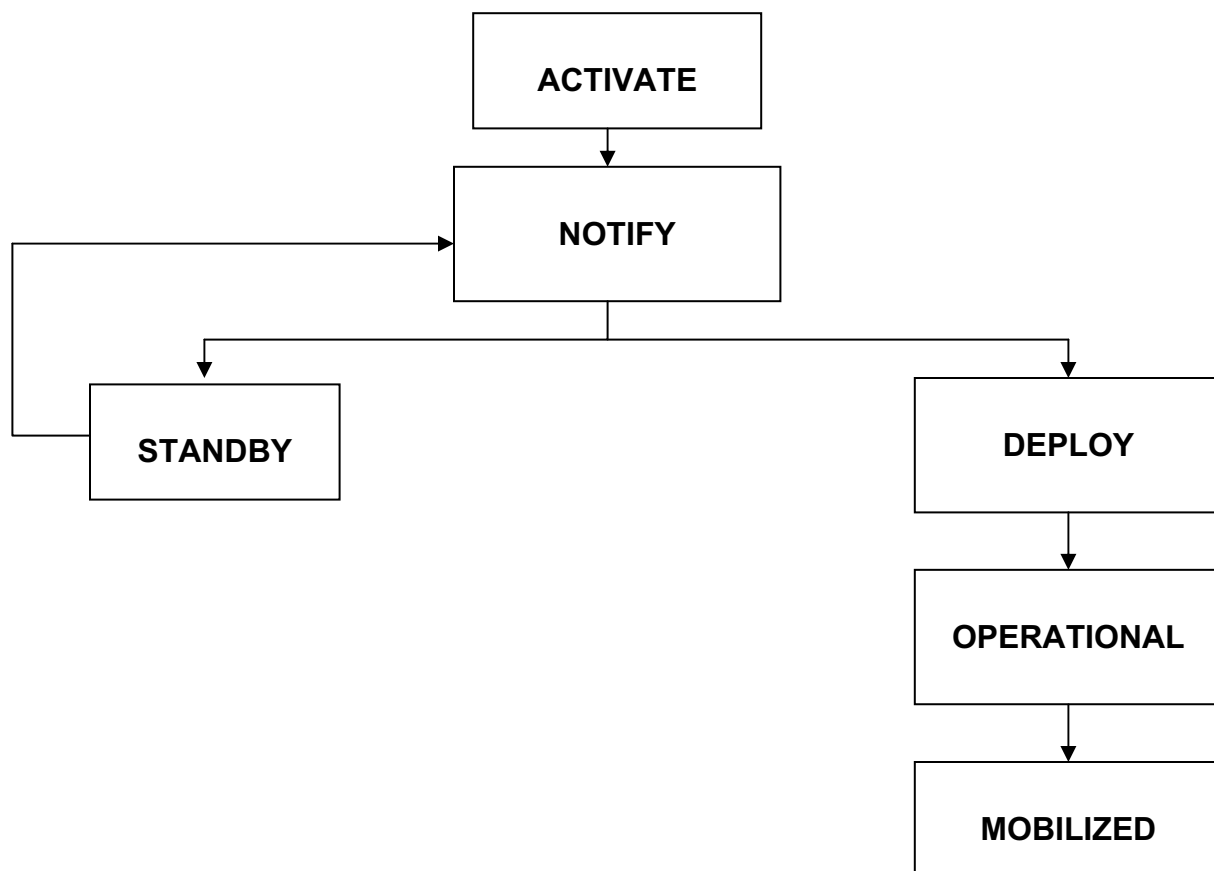 ACTIVATE
NOTIFY
STANDBY
DEPLOY
OPERATIONAL
MOBILIZED